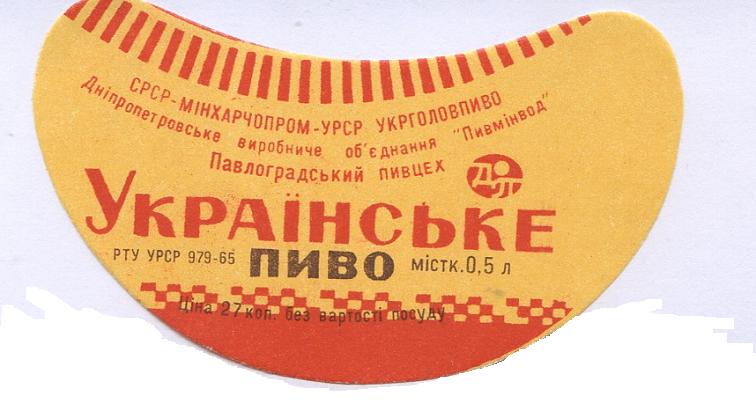 СРСР-МІНХАРЧОПРОМ-УРСР УКРГОЛОВПИВО
Дніпропетровське виробниче об'єднання "Пивмінвод"
Павлоградський пивцех
ДОП
Українське
ПИВО
РТУ УРСР 979-65
містк.0,5 л
Ціна 27 коп. без вартості посуду